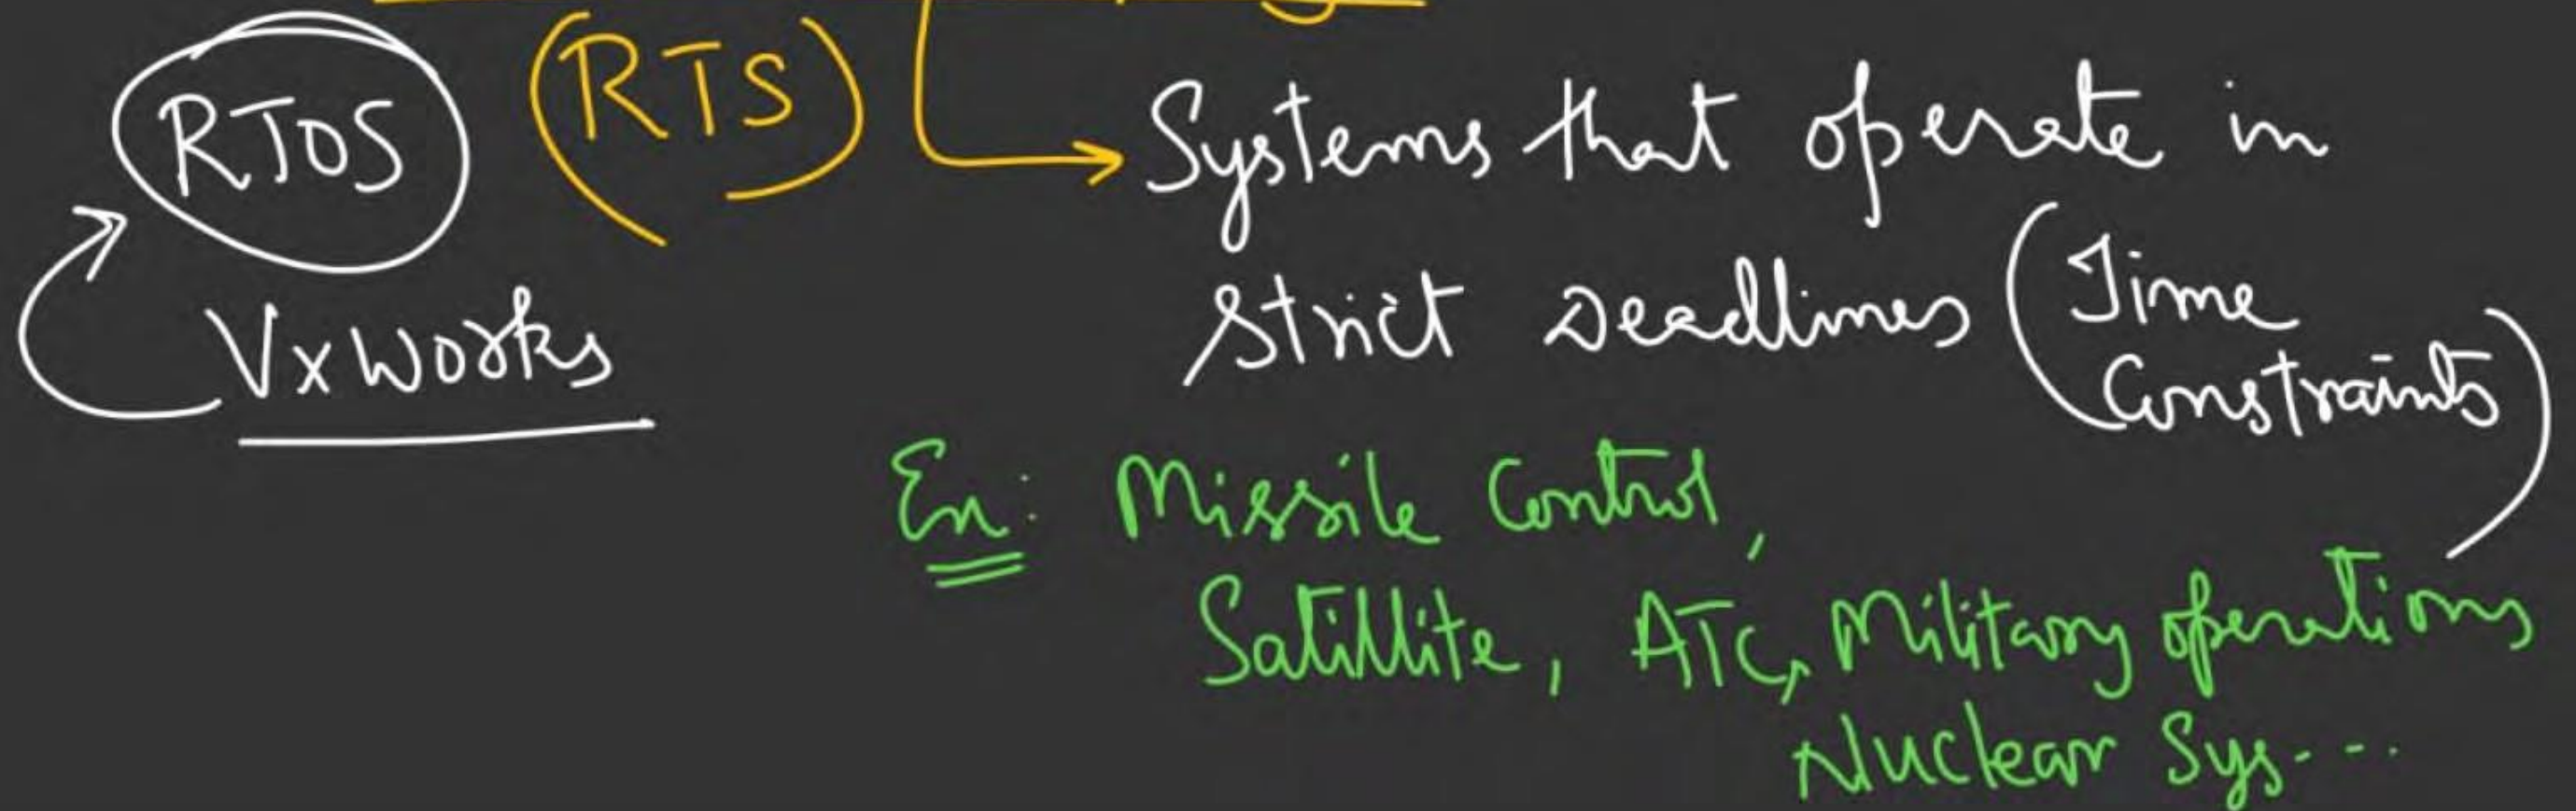 RTOS (RTS) Systems that operate in
Strict Deadlines (Time
Constraints)
VxWorks
Ex: Missile Control,
Satillite, ATC, Military operations
Nuclear Sys....